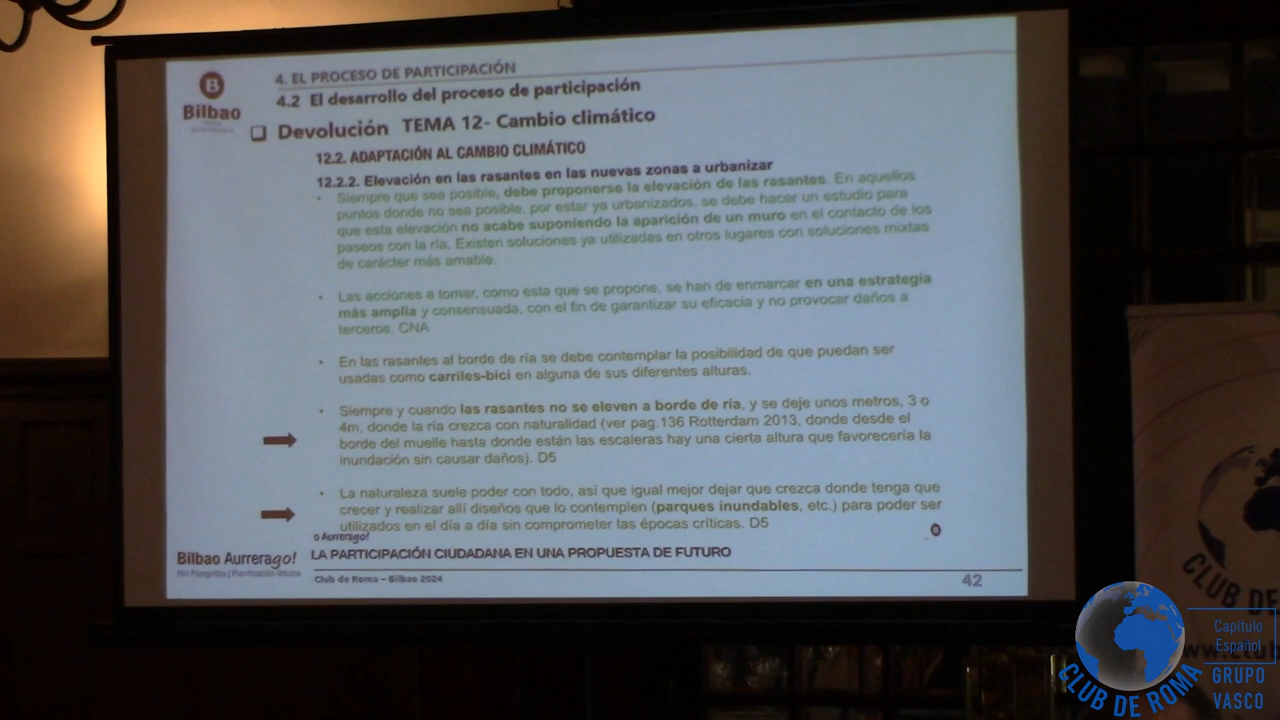 B
Bilbao
4. EL PROCESO DE PARTICIPACIÓN
4.2 El desarrollo del proceso de participación
❑ Devolución TEMA 12- Cambio climático
12.2. ADAPTACIÓN AL CAMBIO CLIMÁTICO
12.2.2. Elevación en las rasantes en las nuevas zonas a urbanizar
• Siempre que sea posible, debe proponerse la elevación de las rasantes. En aquellos
puntos donde no sea posible, por estar ya urbanizados, se debe hacer un estudio para
que esta elevación no acabe suponiendo la aparición de un muro en el contacto de los
paseos con la ría. Existen soluciones ya utilizadas en otros lugares con soluciones mixtas
de carácter más amable.
• Las acciones a tomar, como esta que se propone, se han de enmarcar en una estrategia
más amplia y consensuada, con el fin de garantizar su eficacia y no provocar daños a
terceros. CNA
• En las rasantes al borde de ría se debe contemplar la posibilidad de que puedan ser
usadas como carriles-bici en alguna de sus diferentes alturas.
• Siempre y cuando las rasantes no se eleven a borde de ría, y se deje unos metros, 3 o
4m, donde la ría crezca con naturalidad (ver pag.136 Rotterdam 2013, donde desde el
borde del muelle hasta donde están las escaleras hay una cierta altura que favorecería la
inundación sin causar daños). D5
• La naturaleza suele poder con todo, así que igual mejor dejar que crezca donde tenga que
crecer y realizar allí diseños que lo contemplen (parques inundables, etc.) para poder ser
utilizados en el día a día sin comprometer las épocas críticas. D5
o Aurrerago!
Bilbao Aurrerago!
Hiri Plangintza | Planificación Urbana
LA PARTICIPACIÓN CIUDADANA EN UNA PROPUESTA DE FUTURO
Club de Roma – Bilbao 2024
42
CLUB DE
CLUB DE ROMA
Capítulo
Español
GRUPO
VASCO